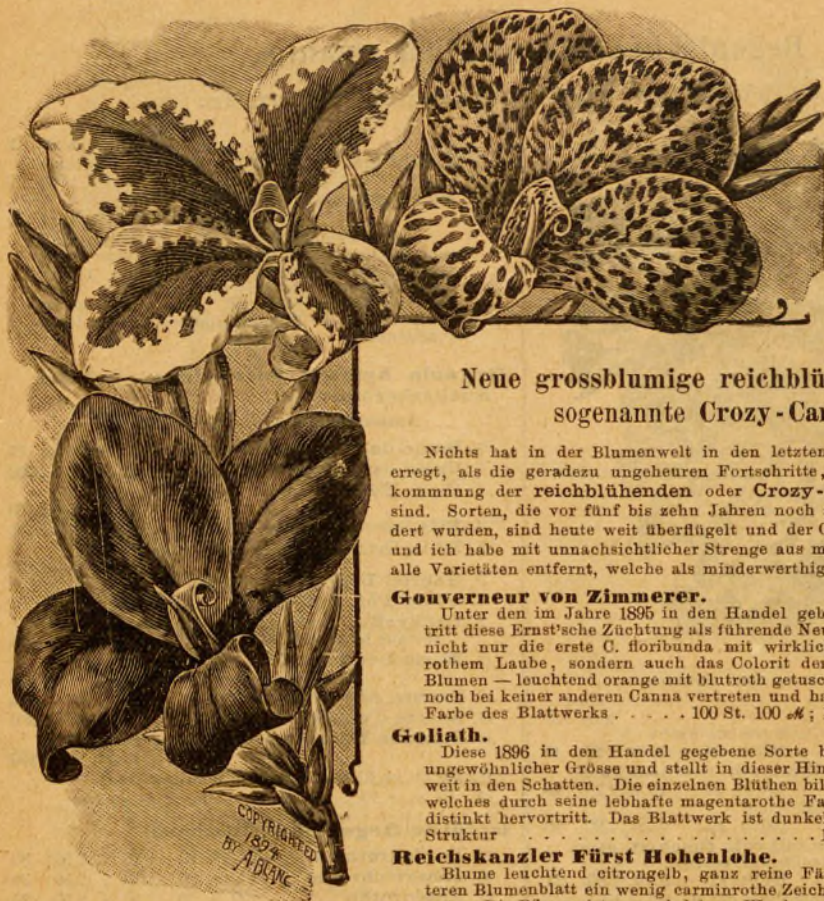 Neue grossblumige reichblü
sogenannte Crozy-Can
Nichts hat in der Blumenwelt in den letzten
erregt, als die geradezu ungeheuren Fortschritte,
kommnung der reichblühenden oder Crozy-
sind. Sorten, die vor fünf bis zehn Jahren noch
dert wurden, sind heute weit überflügelt und der
und ich habe mit unnachsichtlicher Strenge aus m
alle Varietäten entfernt, welche als minderwerthig
Gouverneur von Zimmerer.
Unter den im Jahre 1895 in den Handel geb
tritt diese Ernst'sche Züchtung als führende Neu
nicht nur die erste C. floribunda mit wirklic
rothem Laube, sondern auch das Colorit der
Blumen — leuchtend orange mit blutroth getusc
noch bei keiner anderen Canna vertreten und ha
Farbe des Blattwerks . . . . . 100 St. 100 ℳ;
Goliath.
Diese 1896 in den Handel gegebene Sorte b
ungewöhnlicher Grösse und stellt in dieser Hin
weit in den Schatten. Die einzelnen Blüthen bil
welches durch seine lebhafte magentarothe Fa
distinkt hervortritt. Das Blattwerk ist dunkel
Struktur . . . . . . . . . . . . . . . .
Reichskanzler Fürst Hohenlohe.
Blume leuchtend citrongelb, ganz reine Fä
teren Blumenblatt ein wenig carminrothe Zeich
COPYRIGHTED
1894
BY A. BLANC